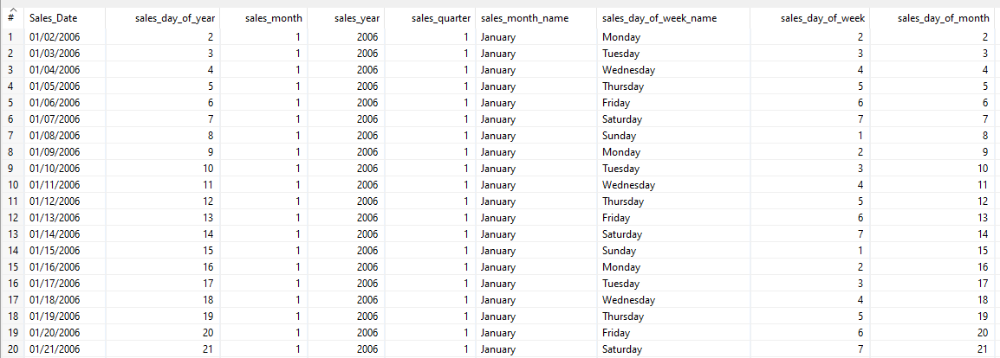 # Sales_Date sales_day_of_year sales_month sales_year sales_quarter sales_month_name sales_day_of_week_name sales_day_of_week sales_day_of_month
1 01/02/2006 2 1 2006 1 January Monday 2 2
2 01/03/2006 3 1 2006 1 January Tuesday 3 3
3 01/04/2006 4 1 2006 1 January Wednesday 4 4
4 01/05/2006 5 1 2006 1 January Thursday 5 5
5 01/06/2006 6 1 2006 1 January Friday 6 6
6 01/07/2006 7 1 2006 1 January Saturday 7 7
7 01/08/2006 8 1 2006 1 January Sunday 1 8
8 01/09/2006 9 1 2006 1 January Monday 2 9
9 01/10/2006 10 1 2006 1 January Tuesday 3 10
10 01/11/2006 11 1 2006 1 January Wednesday 4 11
11 01/12/2006 12 1 2006 1 January Thursday 5 12
12 01/13/2006 13 1 2006 1 January Friday 6 13
13 01/14/2006 14 1 2006 1 January Saturday 7 14
14 01/15/2006 15 1 2006 1 January Sunday 1 15
15 01/16/2006 16 1 2006 1 January Monday 2 16
16 01/17/2006 17 1 2006 1 January Tuesday 3 17
17 01/18/2006 18 1 2006 1 January Wednesday 4 18
18 01/19/2006 19 1 2006 1 January Thursday 5 19
19 01/20/2006 20 1 2006 1 January Friday 6 20
20 01/21/2006 21 1 2006 1 January Saturday 7 21